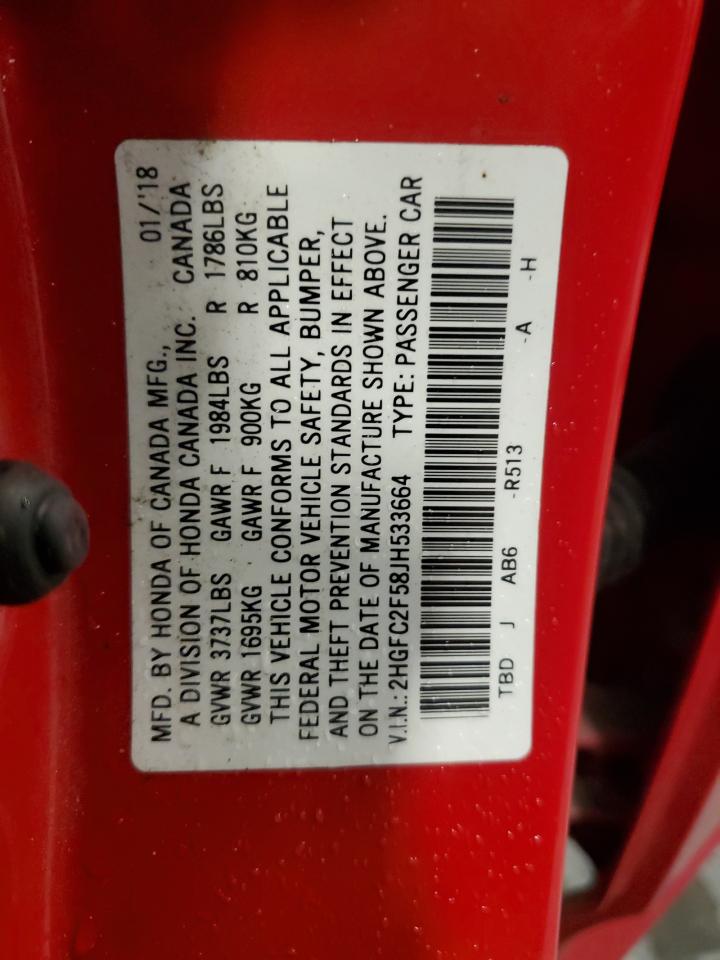 MFD. BY HONDA OF CANADA MFG., 01/'18
A DIVISION OF HONDA CANADA INC. CANADA
GVWR 3737LBS GAWR F 1984LBS R 1786LBS
GVWR 1695KG GAWR F 900KG R 810KG
THIS VEHICLE CONFORMS TO ALL APPLICABLE
FEDERAL MOTOR VEHICLE SAFETY, BUMPER,
AND THEFT PREVENTION STANDARDS IN EFFECT
ON THE DATE OF MANUFACTURE SHOWN ABOVE.
V.I.N.: 2HGFC2F58JH533664 TYPE: PASSENGER CAR
TBD J AB6 -R513 -A -H